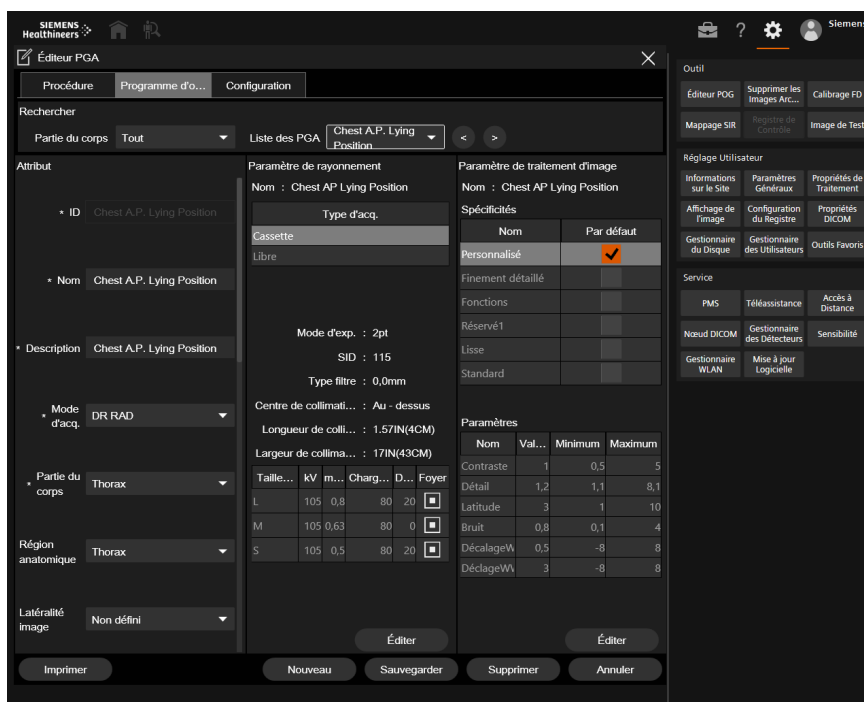 SIEMENS
Healthineers
?
Siemens
Éditeur PGA
Procédure
Programme d'o...
Configuration
Rechercher
Partie du corps
Tout
Liste des PGA
Chest A.P. Lying
Position
<
>
Attribut
* ID
Chest A.P. Lying Position
* Nom
Chest A.P. Lying Position
* Description
Chest A.P. Lying Position
* Mode
d'acq.
DR RAD
* Partie du
corps
Thorax
Région
anatomique
Thorax
Latéralité
image
Non défini
Paramètre de rayonnement
Nom : Chest AP Lying Position
Type d'acq.
Cassette
Libre
Mode d'exp. : 2pt
SID : 115
Type filtre : 0,0mm
Centre de collimati... : Au - dessus
Longueur de colli... : 1.57IN(4CM)
Largeur de collima... : 17IN(43CM)
Taille... kV m... Charg... D... Foyer
L 105 0,8 80 20
M 105 0,63 80 0
S 105 0,5 80 20
Éditer
Paramètre de traitement d'image
Nom : Chest AP Lying Position
Spécificités
Nom Par défaut
Personnalisé
Finement détaillé
Fonctions
Réservé1
Lisse
Standard
Paramètres
Nom Val... Minimum Maximum
Contraste 1 0,5 5
Détail 1,2 1,1 8,1
Latitude 3 1 10
Bruit 0,8 0,1 4
DécalageW 0,5 -8 8
DéclageW 3 -8 8
Éditer
Imprimer
Nouveau
Sauvegarder
Supprimer
Annuler
Outil
Éditeur POG
Supprimer les
Images Arc...
Calibrage FD
Mappage SIR
Registre de
Contrôle
Image de Test
Réglage Utilisateur
Informations
sur le Site
Paramètres
Généraux
Propriétés de
Traitement
Affichage de
l'image
Configuration
du Registre
Propriétés
DICOM
Gestionnaire
du Disque
Gestionnaire
des Utilisateurs
Outils Favoris
Service
PMS
Téléassistance
Accès à
Distance
Nœud DICOM
Gestionnaire
des Détecteurs
Sensibilité
Gestionnaire
WLAN
Mise à jour
Logicielle